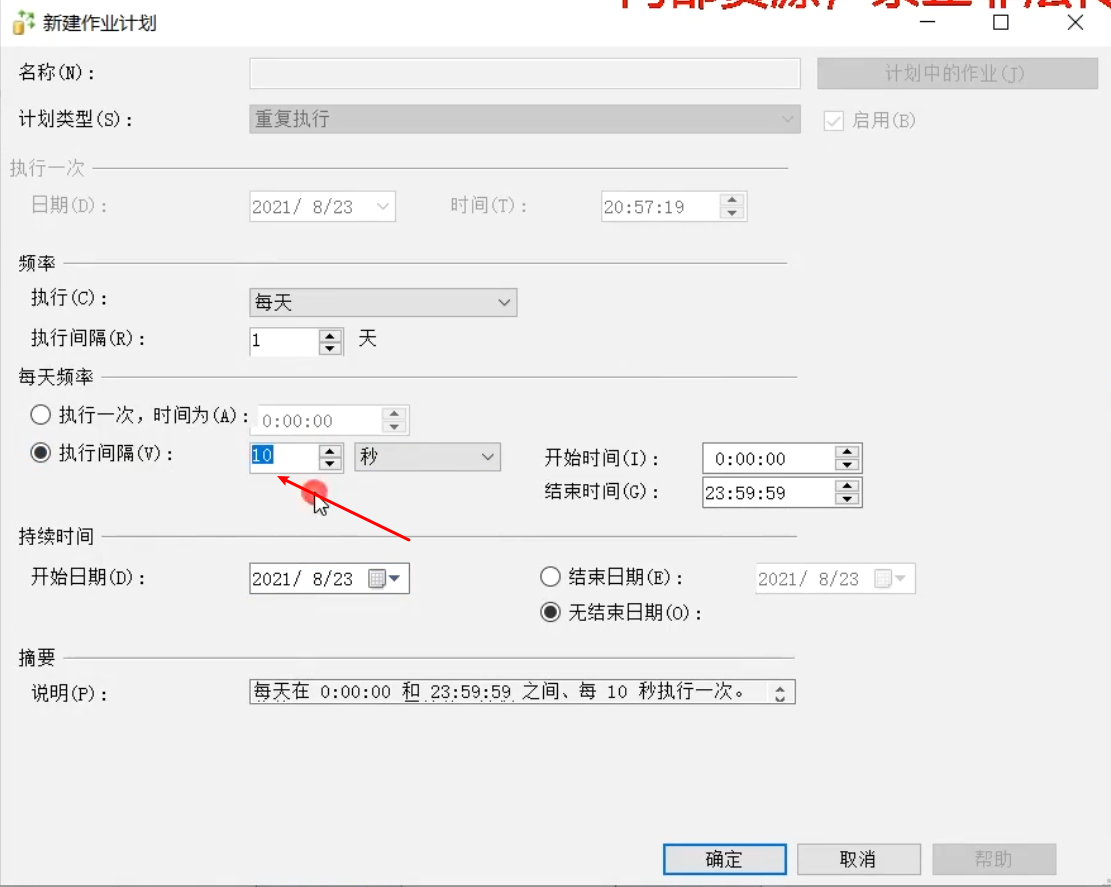 新建作业计划
名称(N)：
计划中的作业(J)
计划类型(S)：
重复执行
启用(B)
执行一次
日期(D)：
2021/ 8/23
时间(T)：
20:57:19
频率
执行(C)：
每天
执行间隔(R)：
1
天
每天频率
执行一次，时间为(A)：
0:00:00
执行间隔(V)：
10
秒
开始时间(I)：
0:00:00
结束时间(G)：
23:59:59
持续时间
开始日期(D)：
2021/ 8/23
结束日期(E)：
2021/ 8/23
无结束日期(O)：
摘要
说明(P)：
每天在 0:00:00 和 23:59:59 之间、每 10 秒执行一次。
确定
取消
帮助